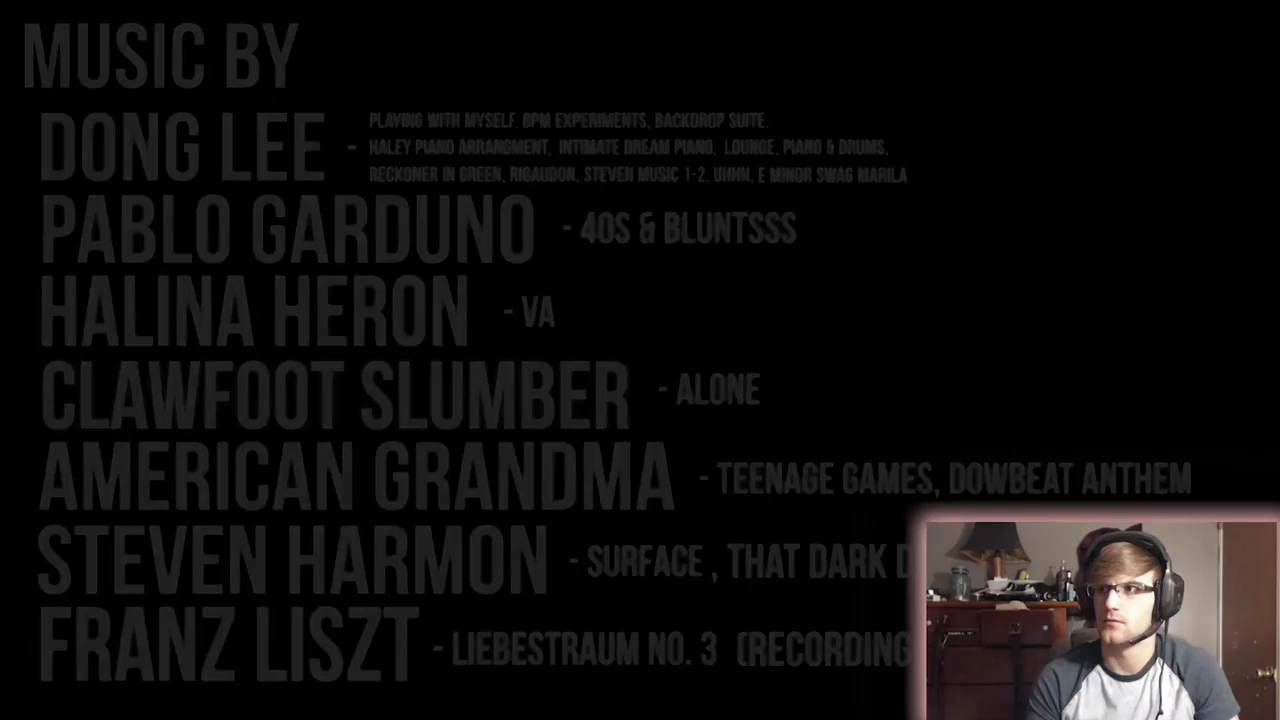 MUSIC BY
DONG LEE - PLAYING WITH MYSELF. BPM EXPERIMENTS, BACKDROP SUITE.
HALEY PIANO ARRANGMENT, INTIMATE DREAM PIANO, LOUNGE, PIANO & DRUMS,
RECKONER IN GREEN, RIGAUDON, STEVEN MUSIC 1-2, UHHN, E MINOR SWAG MARILA
PABLO GARDUNO - 40S & BLUNTSSS
HALINA HERON - VA
CLAWFOOT SLUMBER - ALONE
AMERICAN GRANDMA - TEENAGE GAMES, DOWBEAT ANTHEM
STEVEN HARMON - SURFACE , THAT DARK D
FRANZ LISZT - LIEBESTRAUM NO. 3 (RECORDING